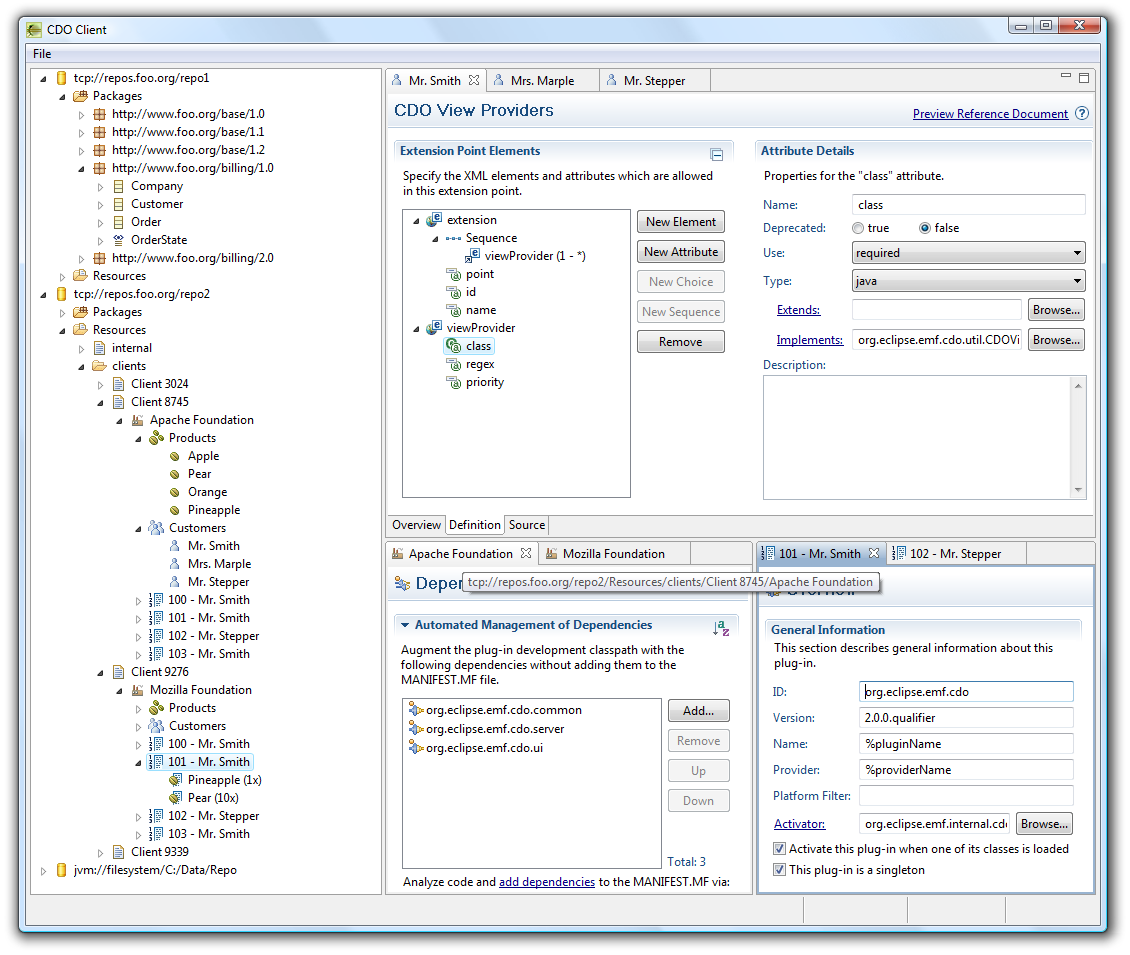 CDO Client
File
tcp://repos.foo.org/repo1
Packages
http://www.foo.org/base/1.0
http://www.foo.org/base/1.1
http://www.foo.org/base/1.2
http://www.foo.org/billing/1.0
Company
Customer
Order
OrderState
http://www.foo.org/billing/2.0
Resources
tcp://repos.foo.org/repo2
Packages
Resources
internal
clients
Client 3024
Client 8745
Apache Foundation
Products
Apple
Pear
Orange
Pineapple
Customers
Mr. Smith
Mrs. Marple
Mr. Stepper
100 - Mr. Smith
101 - Mr. Smith
102 - Mr. Stepper
103 - Mr. Smith
Client 9276
Mozilla Foundation
Products
Customers
100 - Mr. Smith
101 - Mr. Smith
Pineapple (1x)
Pear (10x)
102 - Mr. Stepper
103 - Mr. Smith
Client 9339
jvm://filesystem/C:/Data/Repo
Mr. Smith Mrs. Marple Mr. Stepper
CDO View Providers
Preview Reference Document
Extension Point Elements
Specify the XML elements and attributes which are allowed
in this extension point.
extension
Sequence
viewProvider (1 - *)
point
id
name
viewProvider
class
regex
priority
New Element
New Attribute
New Choice
New Sequence
Remove
Attribute Details
Properties for the "class" attribute.
Name: class
Deprecated: true false
Use: required
Type: java
Extends: Browse...
Implements: org.eclipse.emf.cdo.util.CDOVi Browse...
Description:
Overview Definition Source
Apache Foundation Mozilla Foundation
tcp://repos.foo.org/repo2/Resources/clients/Client 8745/Apache Foundation
Automated Management of Dependencies
Augment the plug-in development classpath with the
following dependencies without adding them to the
MANIFEST.MF file.
org.eclipse.emf.cdo.common
org.eclipse.emf.cdo.server
org.eclipse.emf.cdo.ui
Add...
Remove
Up
Down
Total: 3
Analyze code and add dependencies to the MANIFEST.MF via:
101 - Mr. Smith 102 - Mr. Stepper
Overview
General Information
This section describes general information about this
plug-in.
ID: org.eclipse.emf.cdo
Version: 2.0.0.qualifier
Name: %pluginName
Provider: %providerName
Platform Filter:
Activator: org.eclipse.emf.internal.cd Browse...
Activate this plug-in when one of its classes is loaded
This plug-in is a singleton